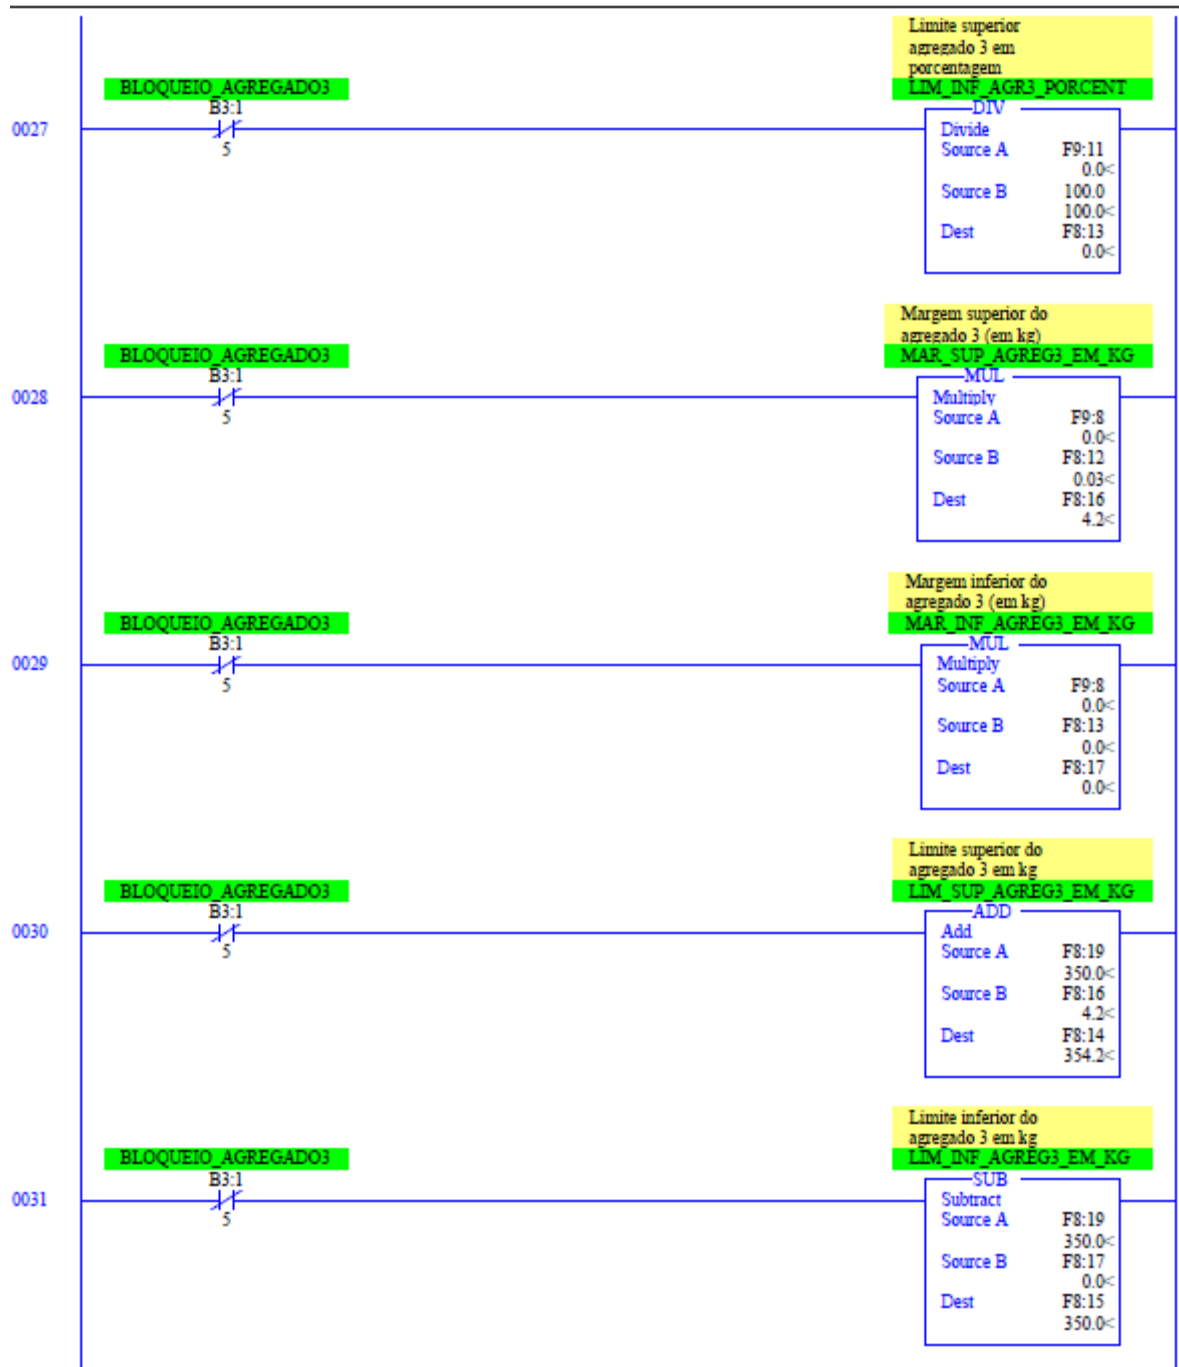 Limite superior
agregado 3 em
porcentagem
BLOQUEIO_AGREGADO3
LIM_INF_AGR3_PORCENT
B3:1
DIV
0027
Divide
5
Source A F9:11
0.0<
Source B 100.0
100.0<
Dest F8:13
0.0<
Margem superior do
agregado 3 (em kg)
BLOQUEIO_AGREGADO3
MAR_SUP_AGREG3_EM_KG
B3:1
MUL
0028
Multiply
5
Source A F9:8
0.0<
Source B F8:12
0.03<
Dest F8:16
4.2<
Margem inferior do
agregado 3 (em kg)
BLOQUEIO_AGREGADO3
MAR_INF_AGREG3_EM_KG
B3:1
MUL
0029
Multiply
5
Source A F9:8
0.0<
Source B F8:13
0.0<
Dest F8:17
0.0<
Limite superior do
agregado 3 em kg
BLOQUEIO_AGREGADO3
LIM_SUP_AGREG3_EM_KG
B3:1
ADD
0030
Add
5
Source A F8:19
350.0<
Source B F8:16
4.2<
Dest F8:14
354.2<
Limite inferior do
agregado 3 em kg
BLOQUEIO_AGREGADO3
LIM_INF_AGREG3_EM_KG
B3:1
SUB
0031
Subtract
5
Source A F8:19
350.0<
Source B F8:17
0.0<
Dest F8:15
350.0<